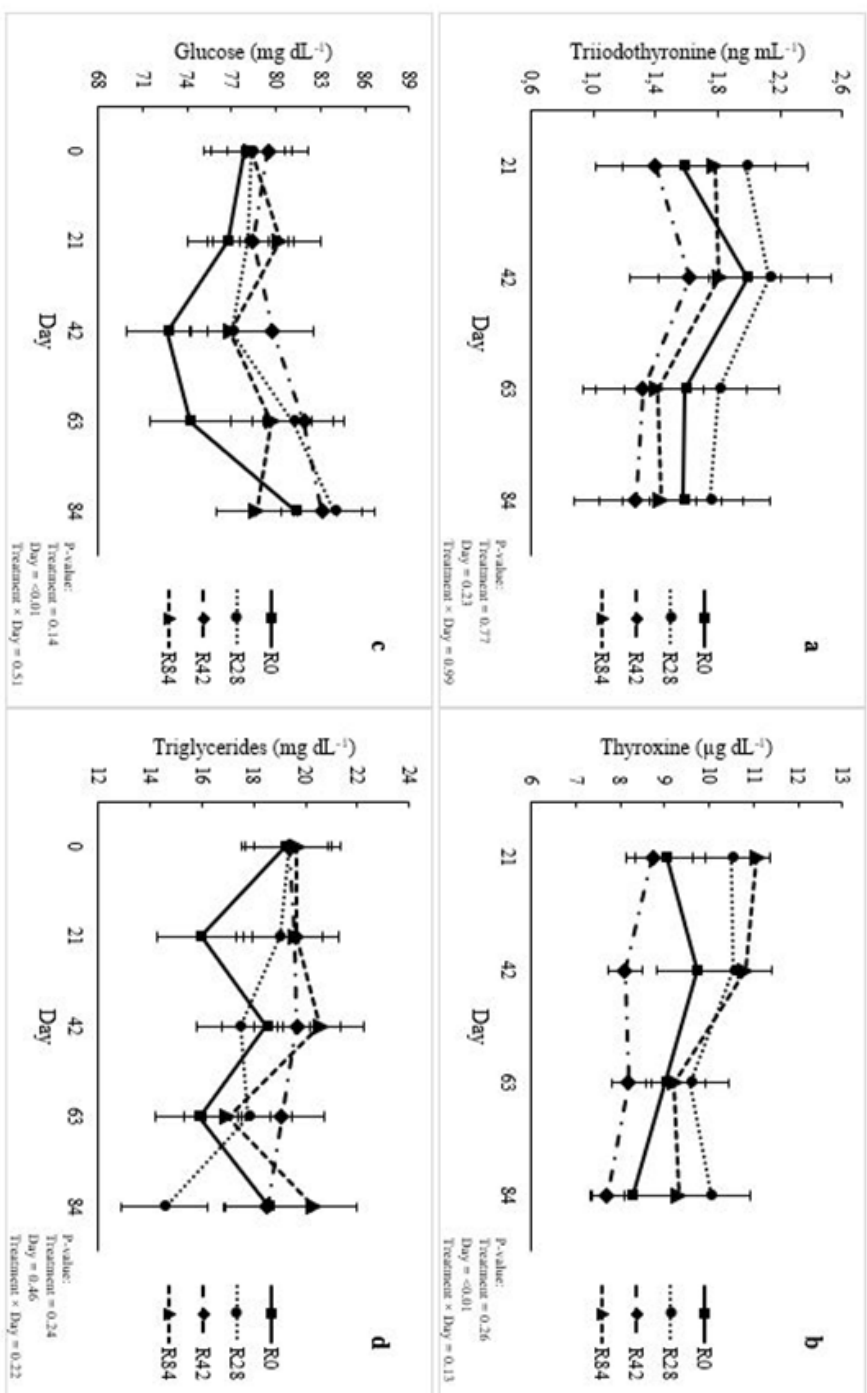 Triiodothyronine (ng mL⁻¹)
2,6
2,2
1,8
1,4
1,0
0,6
21
42
63
84
a
R0
R28
R42
R84
P-value:
Treatment = 0.77
Day = 0.23
Treatment × Day = 0.99
Thyroxine (µg dL⁻¹)
13
12
11
10
9
8
7
6
21
42
63
84
b
R0
R28
R42
R84
P-value:
Treatment = 0.26
Day = <0.01
Treatment × Day = 0.13
Glucose (mg dL⁻¹)
89
86
83
80
77
74
71
68
0
21
42
63
84
Day
c
R0
R28
R42
R84
P-value:
Treatment = 0.14
Day = <0.01
Treatment × Day = 0.51
Triglycerides (mg dL⁻¹)
24
22
20
18
16
14
12
0
21
42
63
84
Day
d
R0
R28
R42
R84
P-value:
Treatment = 0.24
Day = 0.46
Treatment × Day = 0.22